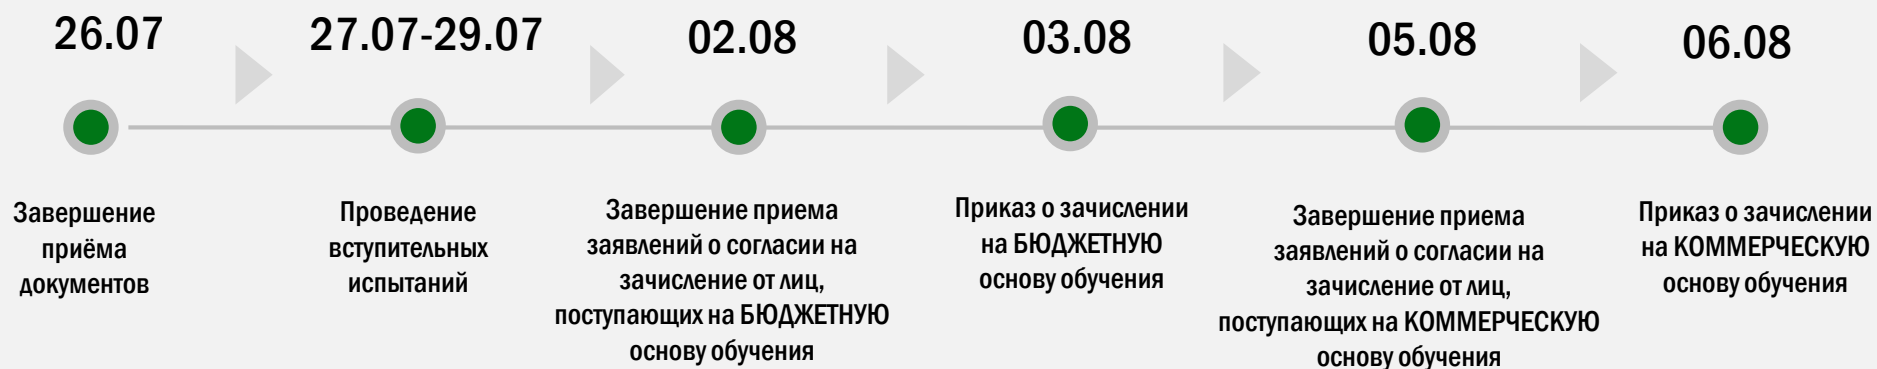 26.07
Завершение
приёма
документов
27.07-29.07
Проведение
вступительных
испытаний
02.08
Завершение приема
заявлений о согласии на
зачисление от лиц,
поступающих на БЮДЖЕТНУЮ
основу обучения
03.08
Приказ о зачислении
на БЮДЖЕТНУЮ
основу обучения
05.08
Завершение приема
заявлений о согласии на
зачисление от лиц,
поступающих на КОММЕРЧЕСКУЮ
основу обучения
06.08
Приказ о зачислении
на КОММЕРЧЕСКУЮ
основу обучения